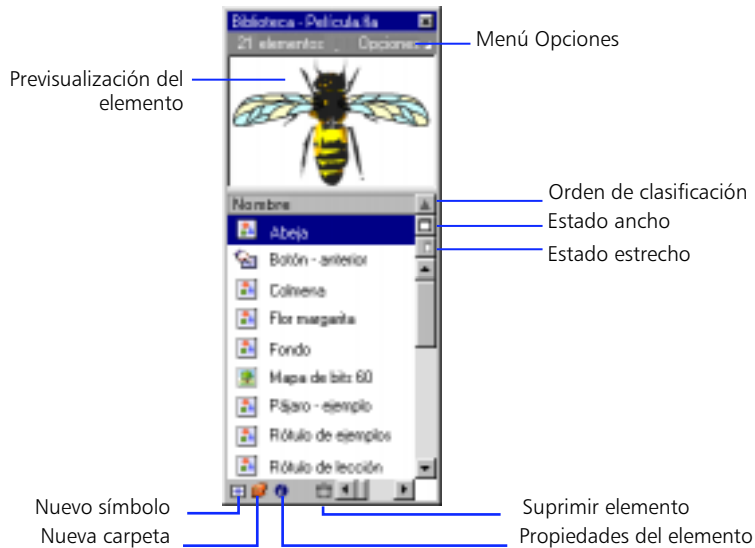 Biblioteca - Película.fla
21 elementos Opciones
Menú Opciones
Previsualización del
elemento
Nombre
Orden de clasificación
Estado ancho
Estado estrecho
Abeja
Botón - anterior
Colmena
Flor margarita
Fondo
Mapa de bits 60
Pájaro - ejemplo
Rótulo de ejemplos
Rótulo de lección
Nuevo símbolo
Nueva carpeta
Suprimir elemento
Propiedades del elemento